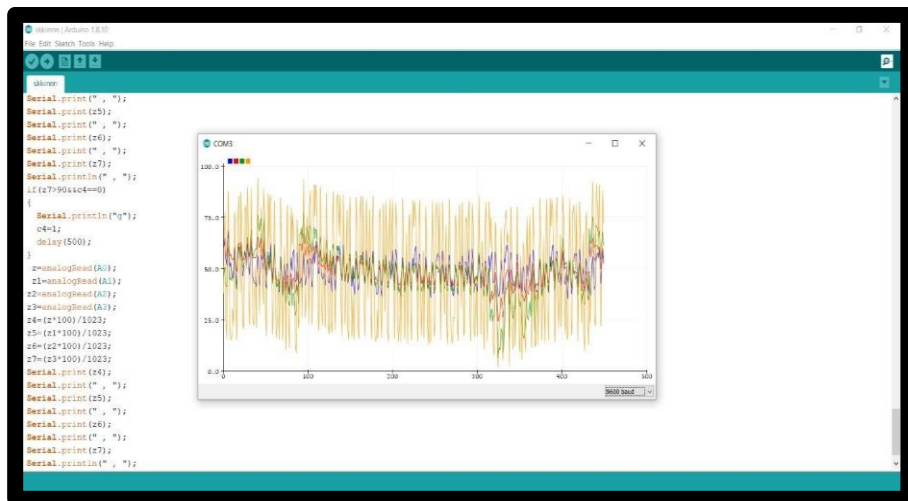 sikinnn | Arduino 1.8.10
File Edit Sketch Tools Help
Serial.print(" , ");
Serial.print(z5);
Serial.print(" , ");
Serial.print(z6);
Serial.print(" , ");
Serial.print(z7);
Serial.println(" , ");
if(z7>90&&c4==0)
{
Serial.println("g");
c4=1;
delay(500);
}
z=analogRead(A0);
z1=analogRead(A1);
z2=analogRead(A2);
z3=analogRead(A3);
z4=(z*100)/1023;
z5=(z1*100)/1023;
z6=(z2*100)/1023;
z7=(z3*100)/1023;
Serial.print(z4);
Serial.print(" , ");
Serial.print(z5);
Serial.print(" , ");
Serial.print(z6);
Serial.print(" , ");
Serial.print(z7);
Serial.println(" , ");
COM3
100.0
75.0
50.0
25.0
0.0
0 100 200 300 400 500
9600 baud